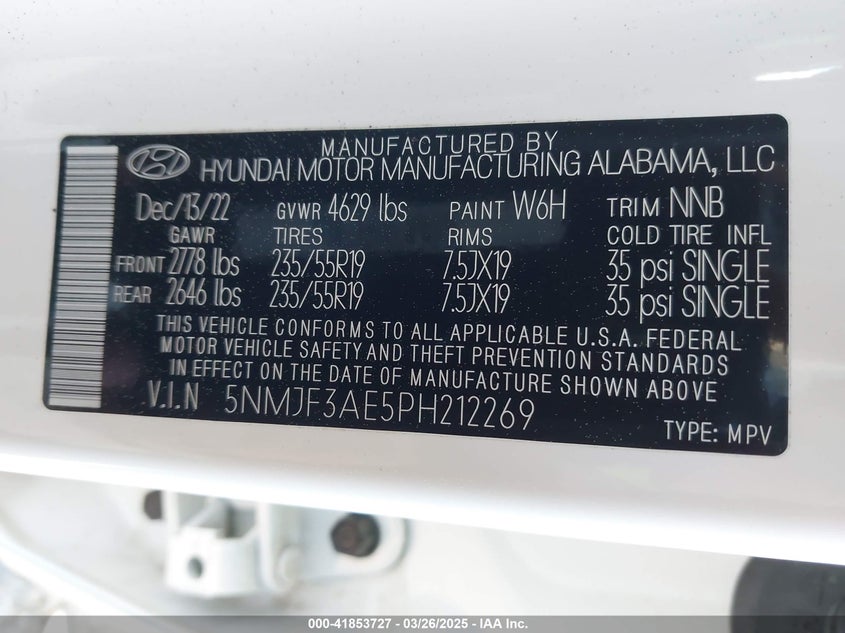 MANUFACTURED BY
HYUNDAI MOTOR MANUFACTURING ALABAMA, LLC
Dec/13/22 GVWR 4629 lbs PAINT W6H TRIM NNB
GAWR TIRES RIMS COLD TIRE INFL
FRONT 2778 lbs 235/55R19 7.5JX19 35 psi SINGLE
REAR 2646 lbs 235/55R19 7.5JX19 35 psi SINGLE
THIS VEHICLE CONFORMS TO ALL APPLICABLE U.S.A. FEDERAL
MOTOR VEHICLE SAFETY AND THEFT PREVENTION STANDARDS
IN EFFECT ON THE DATE OF MANUFACTURE SHOWN ABOVE
V.I.N 5NMJF3AE5PH212269
TYPE: MPV
000-41853727 - 03/26/2025 - IAA Inc.